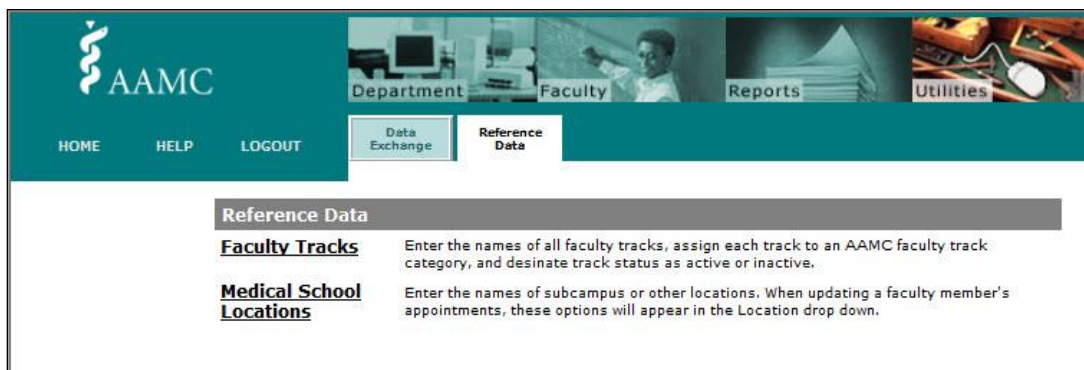 AAMC
Department
Faculty
Reports
Utilities
HOME
HELP
LOGOUT
Data
Exchange
Reference
Data
Reference Data
Faculty Tracks
Enter the names of all faculty tracks, assign each track to an AAMC faculty track
category, and desinate track status as active or inactive.
Medical School
Locations
Enter the names of subcampus or other locations. When updating a faculty member's
appointments, these options will appear in the Location drop down.